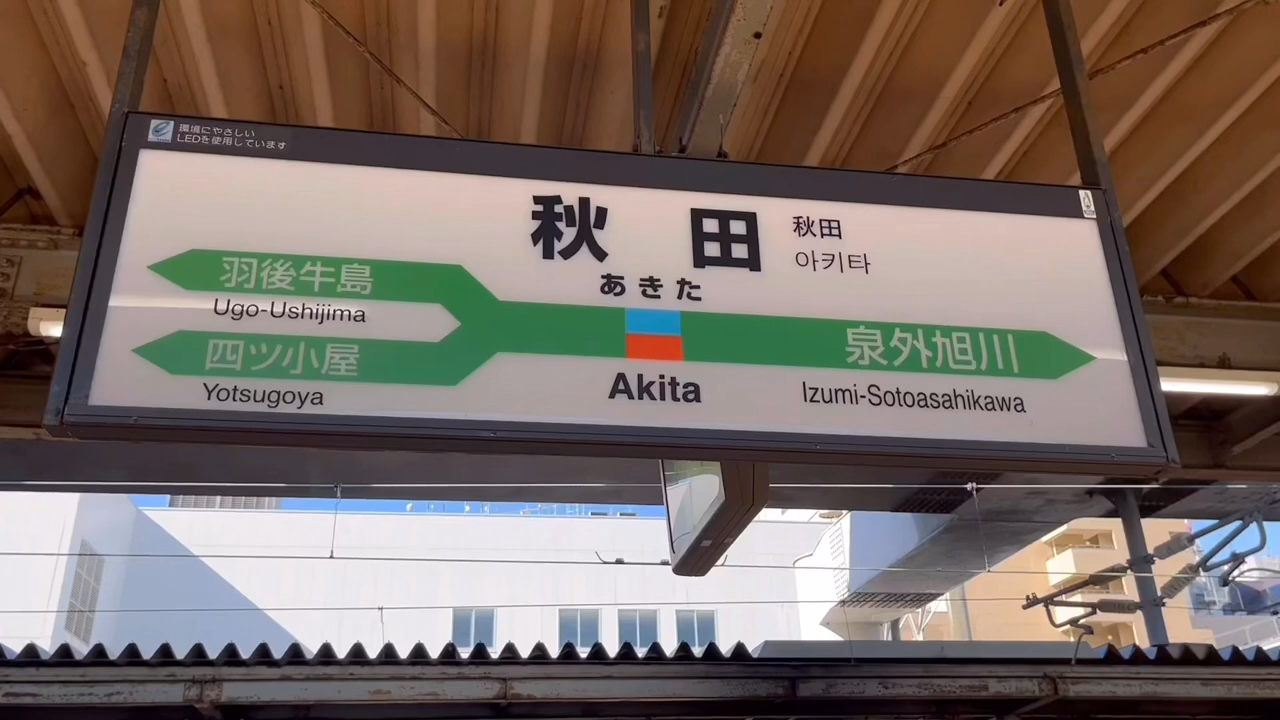 環境にやさしい
LEDを使用しています
秋田
あきた
Akita
秋田
아키타
羽後牛島
Ugo-Ushijima
四ツ小屋
Yotsugoya
泉外旭川
Izumi-Sotoasahikawa